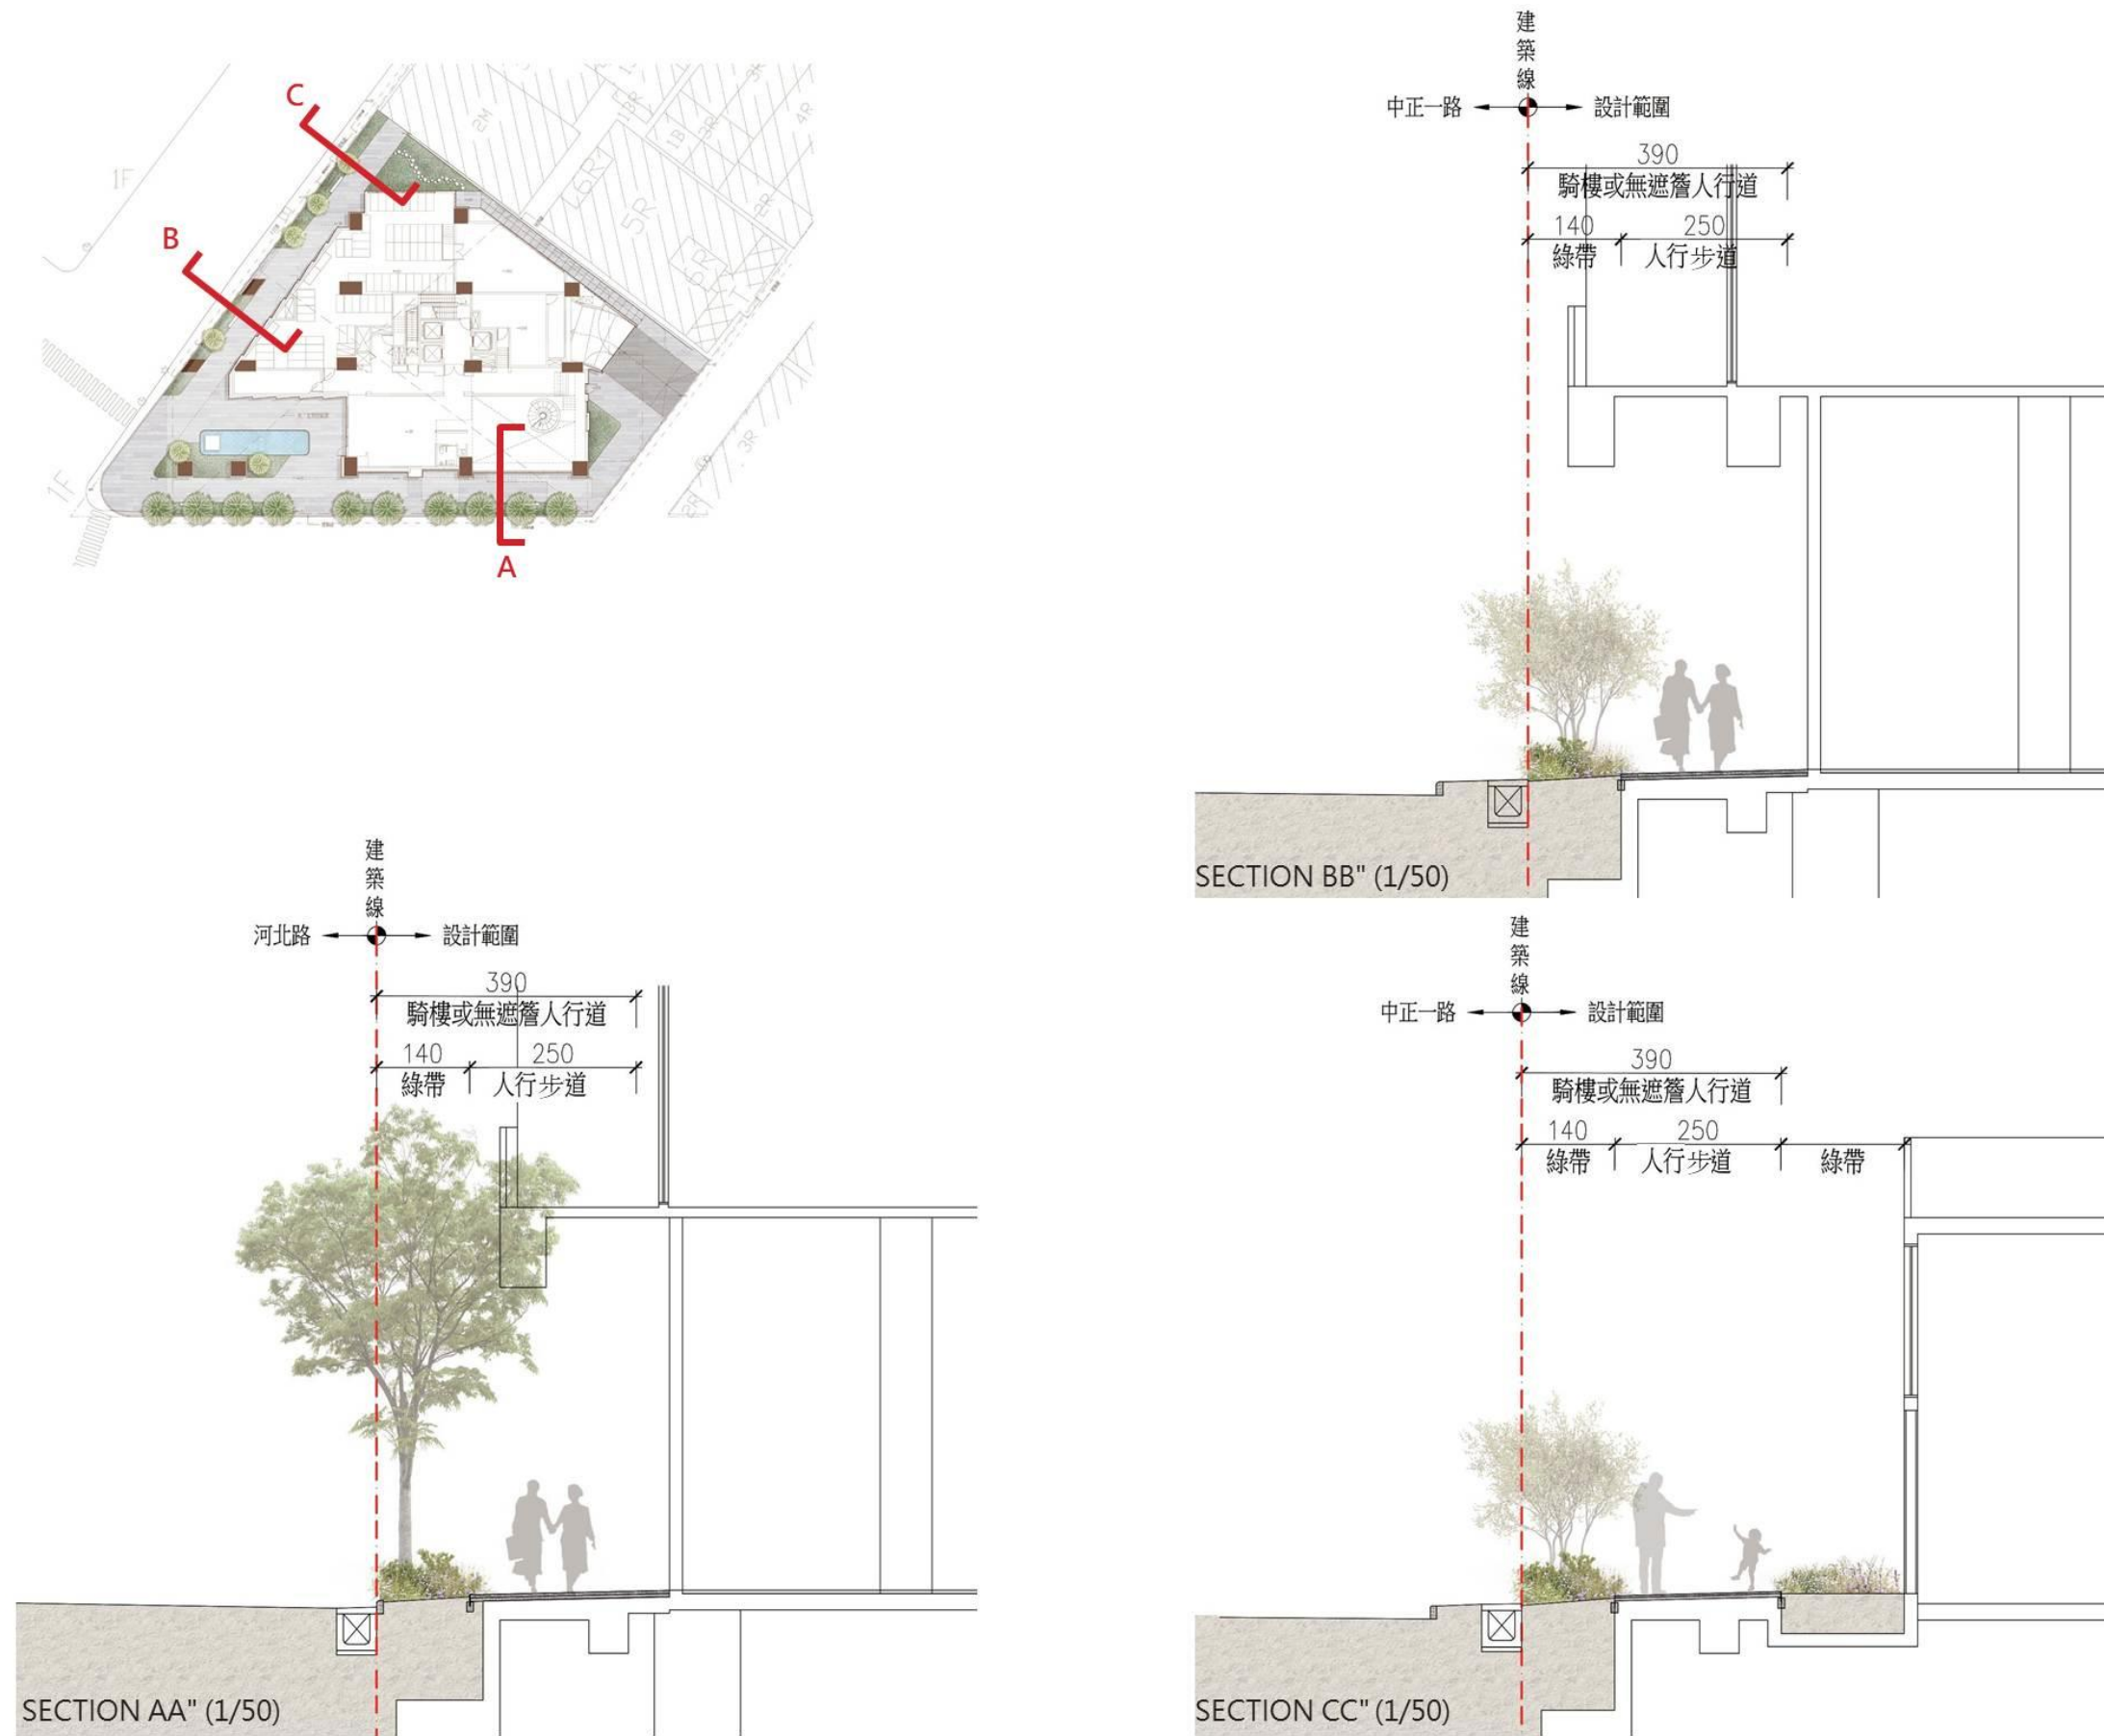 C
B
A
1F
1F
2M
6R
5R
1B
3R
4R
2R
6R
3R
建築線
中正一路
設計範圍
390
騎樓或無遮簷人行道
140
250
綠帶
人行步道
SECTION BB" (1/50)
建築線
河北路
設計範圍
390
騎樓或無遮簷人行道
140
250
綠帶
人行步道
SECTION AA" (1/50)
建築線
中正一路
設計範圍
390
騎樓或無遮簷人行道
140
250
綠帶
人行步道
綠帶
SECTION CC" (1/50)